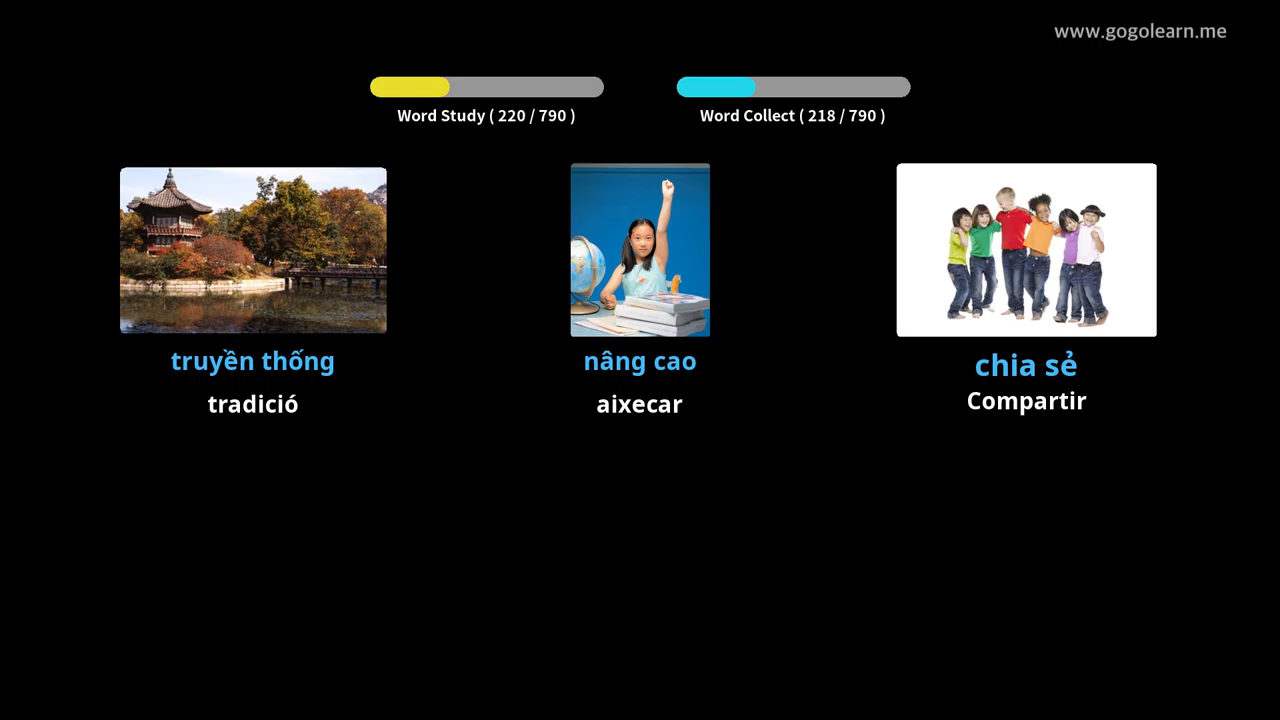 www.gogolearn.me
Word Study ( 220 / 790 )
Word Collect ( 218 / 790 )
truyền thống
tradició
nâng cao
aixecar
chia sẻ
Compartir